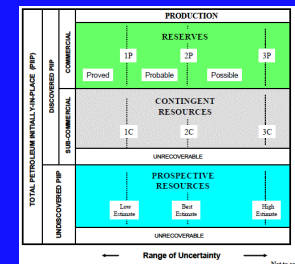 PRODUCTION
RESERVES
1P 2P 3P
Proved Probable Possible
CONTINGENT
RESOURCES
1C 2C 3C
UNRECOVERABLE
PROSPECTIVE
RESOURCES
Low Estimate
Best Estimate
High Estimate
UNRECOVERABLE
Range of Uncertainty
TOTAL PETROLEUM INITIALLY-IN-PLACE (PIIP)
DISCOVERED PIIP
UNDISCOVERED PIIP
COMMERCIAL
SUB-COMMERCIAL
Not to